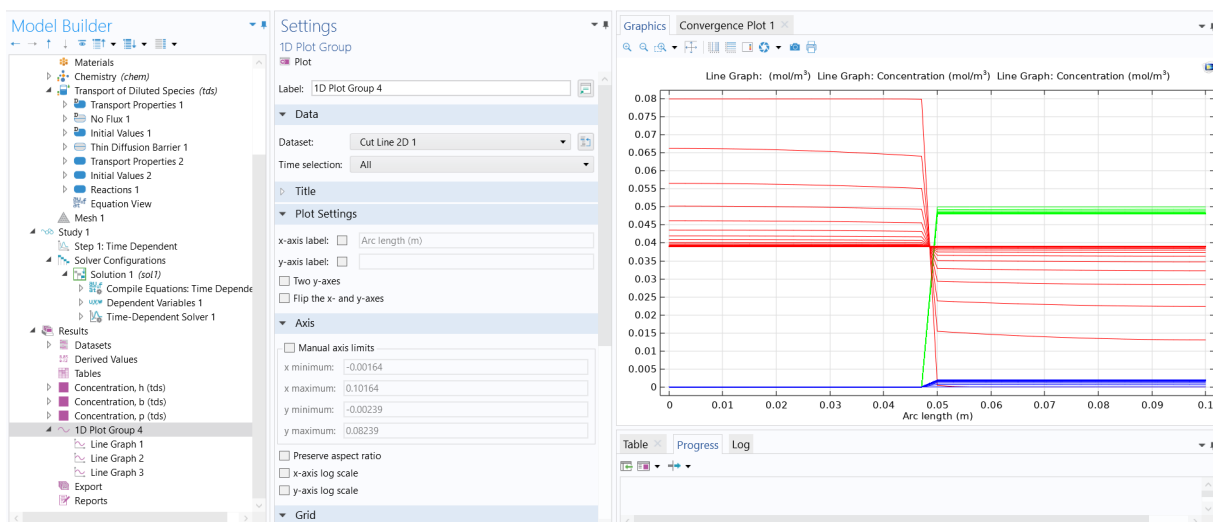 Model Builder
Materials
Chemistry (chem)
Transport of Diluted Species (tds)
Transport Properties 1
No Flux 1
Initial Values 1
Thin Diffusion Barrier 1
Transport Properties 2
Initial Values 2
Reactions 1
Equation View
Mesh 1
Study 1
Step 1: Time Dependent
Solver Configurations
Solution 1 (sol1)
Compile Equations: Time Depende
Dependent Variables 1
Time-Dependent Solver 1
Results
Datasets
Derived Values
Tables
Concentration, h (tds)
Concentration, b (tds)
Concentration, p (tds)
1D Plot Group 4
Line Graph 1
Line Graph 2
Line Graph 3
Export
Reports
Settings
1D Plot Group
Plot
Label: 1D Plot Group 4
Data
Dataset: Cut Line 2D 1
Time selection: All
Title
Plot Settings
x-axis label: Arc length (m)
y-axis label:
Two y-axes
Flip the x- and y-axes
Axis
Manual axis limits
x minimum: -0.00164
x maximum: 0.10164
y minimum: -0.00239
y maximum: 0.08239
Preserve aspect ratio
x-axis log scale
y-axis log scale
Grid
Graphics Convergence Plot 1
Line Graph: (mol/m³) Line Graph: Concentration (mol/m³) Line Graph: Concentration (mol/m³)
0.08
0.075
0.07
0.065
0.06
0.055
0.05
0.045
0.04
0.035
0.03
0.025
0.02
0.015
0.01
0.005
0
0 0.01 0.02 0.03 0.04 0.05 0.06 0.07 0.08 0.09 0.1
Arc length (m)
Table Progress Log